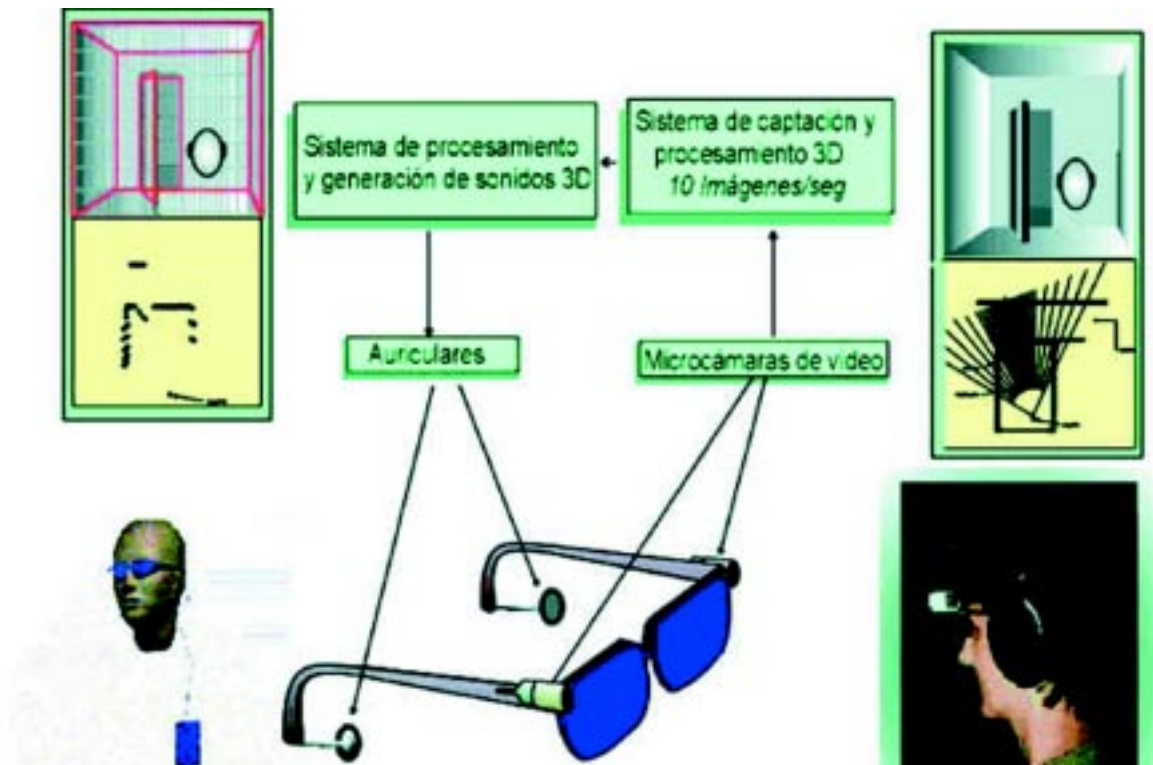 Sistema de procesamiento
y generación de sonidos 3D
Sistema de captación y
procesamiento 3D
10 Imágenes/seg
Auriculares
Microcámaras de video